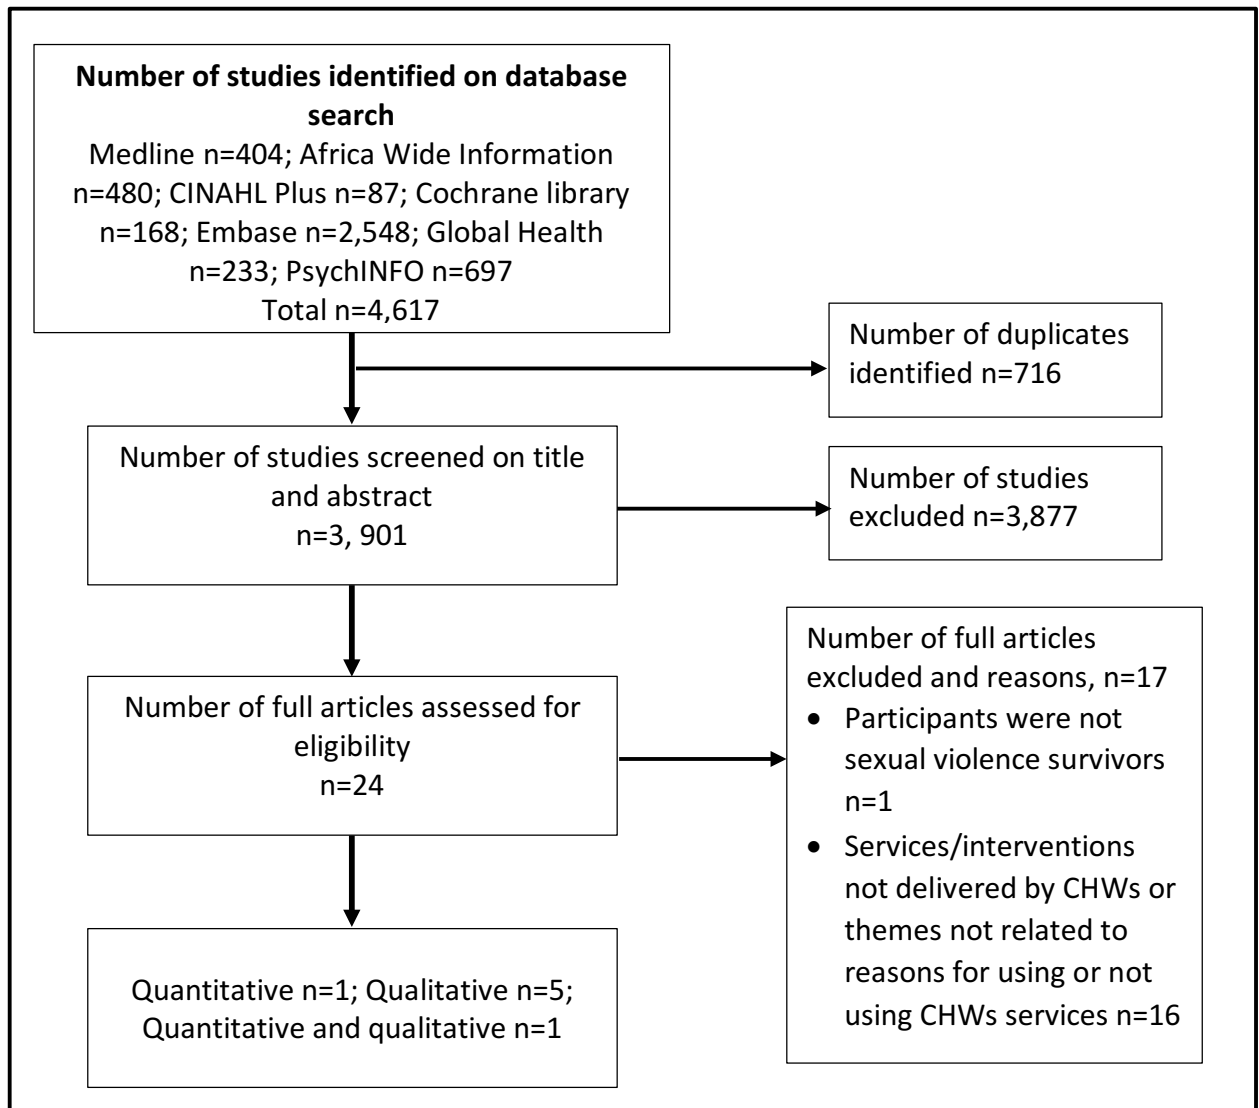 Number of studies identified on database
search
Medline n=404; Africa Wide Information
n=480; CINAHL Plus n=87; Cochrane library
n=168; Embase n=2,548; Global Health
n=233; PsychINFO n=697
Total n=4,617
Number of duplicates
identified n=716
Number of studies screened on title
and abstract
n=3, 901
Number of studies
excluded n=3,877
Number of full articles assessed for
eligibility
n=24
Number of full articles
excluded and reasons, n=17
• Participants were not
sexual violence survivors
n=1
• Services/interventions
not delivered by CHWs or
themes not related to
reasons for using or not
using CHWs services n=16
Quantitative n=1; Qualitative n=5;
Quantitative and qualitative n=1